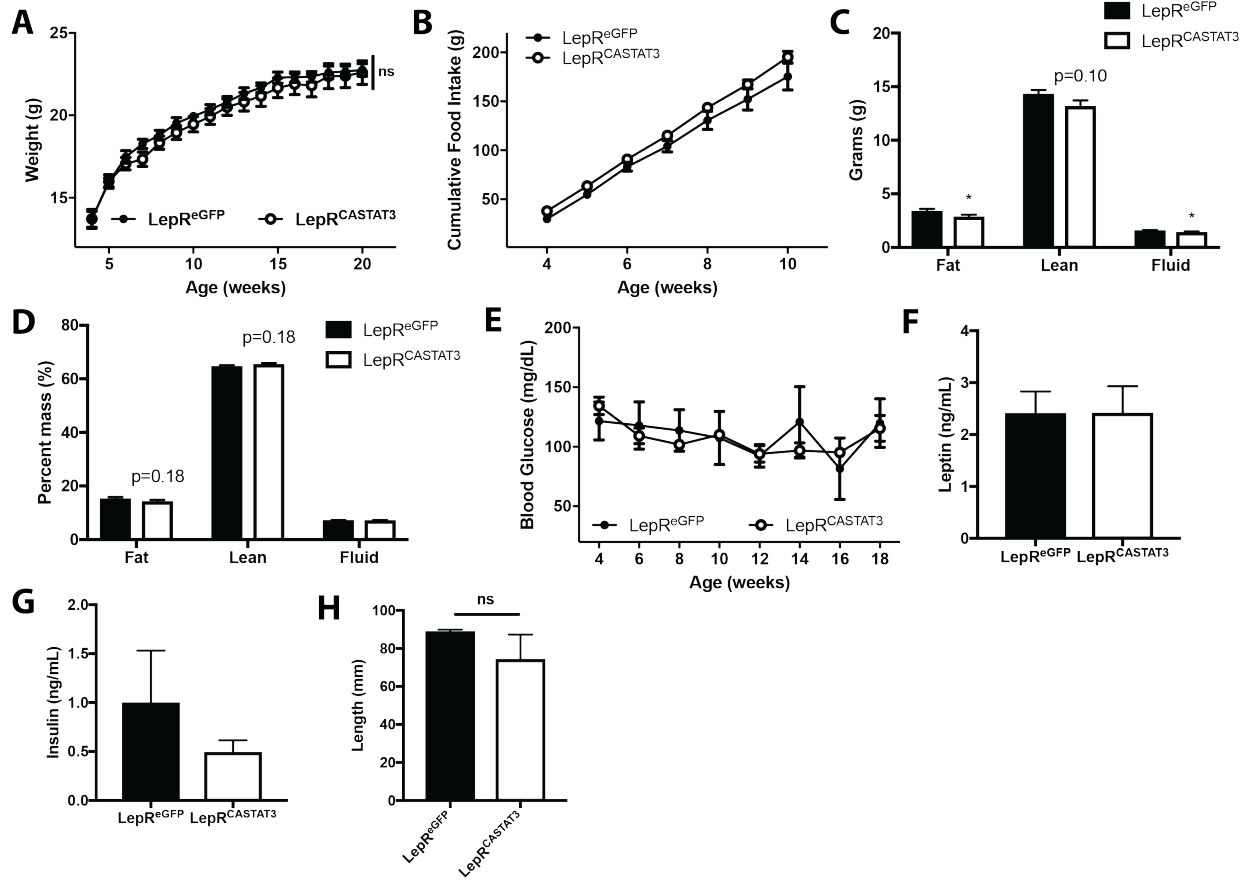 A
25
20
15
5
10
15
20
Weight (g)
Age (weeks)
ns
LepR^eGFP
LepR^CASTAT3
B
200
150
100
50
4
6
8
10
Cumulative Food Intake (g)
Age (weeks)
LepR^eGFP
LepR^CASTAT3
C
LepR^eGFP
LepR^CASTAT3
20
15
10
5
0
Grams (g)
p=0.10
*
*
Fat
Lean
Fluid
D
80
60
40
20
0
Percent mass (%)
p=0.18
p=0.18
LepR^eGFP
LepR^CASTAT3
Fat
Lean
Fluid
E
200
150
100
50
Blood Glucose (mg/dL)
LepR^eGFP
LepR^CASTAT3
4
6
8
10
12
14
16
18
Age (weeks)
F
4
3
2
1
0
Leptin (ng/mL)
LepR^eGFP
LepR^CASTAT3
G
2.0
1.5
1.0
0.5
0.0
Insulin (ng/mL)
LepR^eGFP
LepR^CASTAT3
H
ns
100
80
60
40
20
0
Length (mm)
LepR^eGFP
LepR^CASTAT3